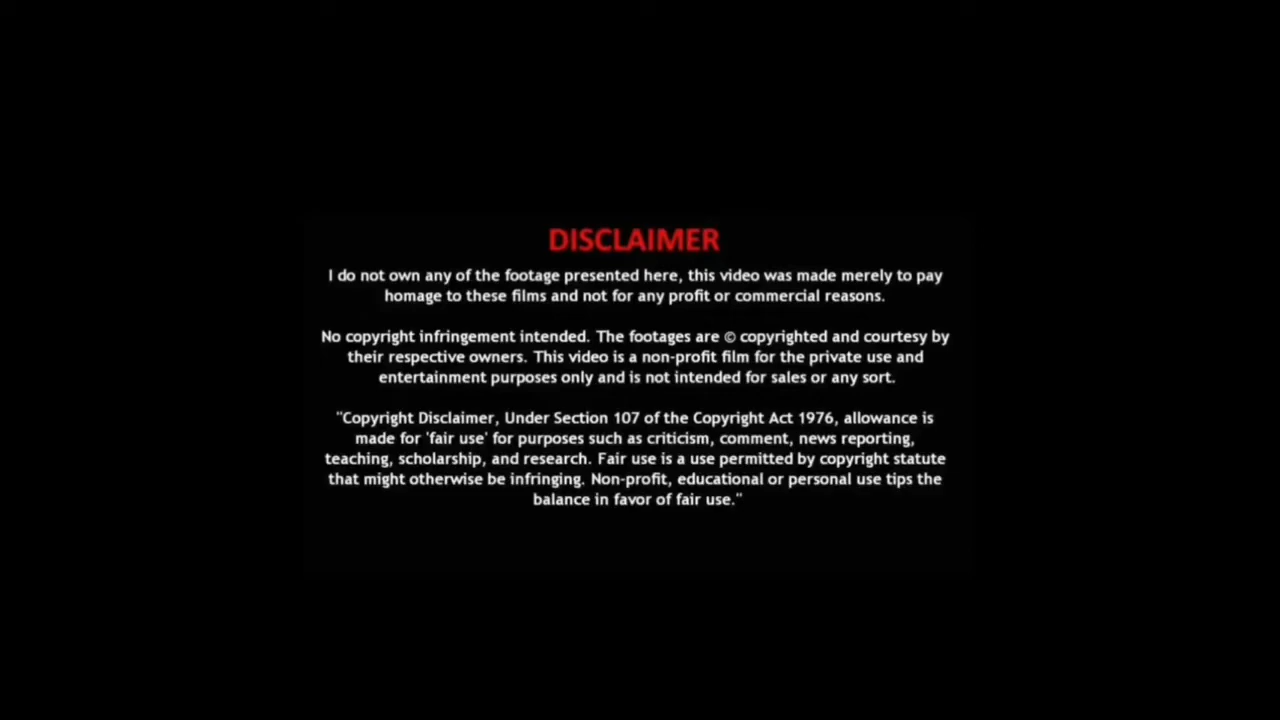 DISCLAIMER
I do not own any of the footage presented here, this video was made merely to pay
homage to these films and not for any profit or commercial reasons.
No copyright infringement intended. The footages are © copyrighted and courtesy by
their respective owners. This video is a non-profit film for the private use and
entertainment purposes only and is not intended for sales or any sort.
"Copyright Disclaimer, Under Section 107 of the Copyright Act 1976, allowance is
made for 'fair use' for purposes such as criticism, comment, news reporting,
teaching, scholarship, and research. Fair use is a use permitted by copyright statute
that might otherwise be infringing. Non-profit, educational or personal use tips the
balance in favor of fair use."